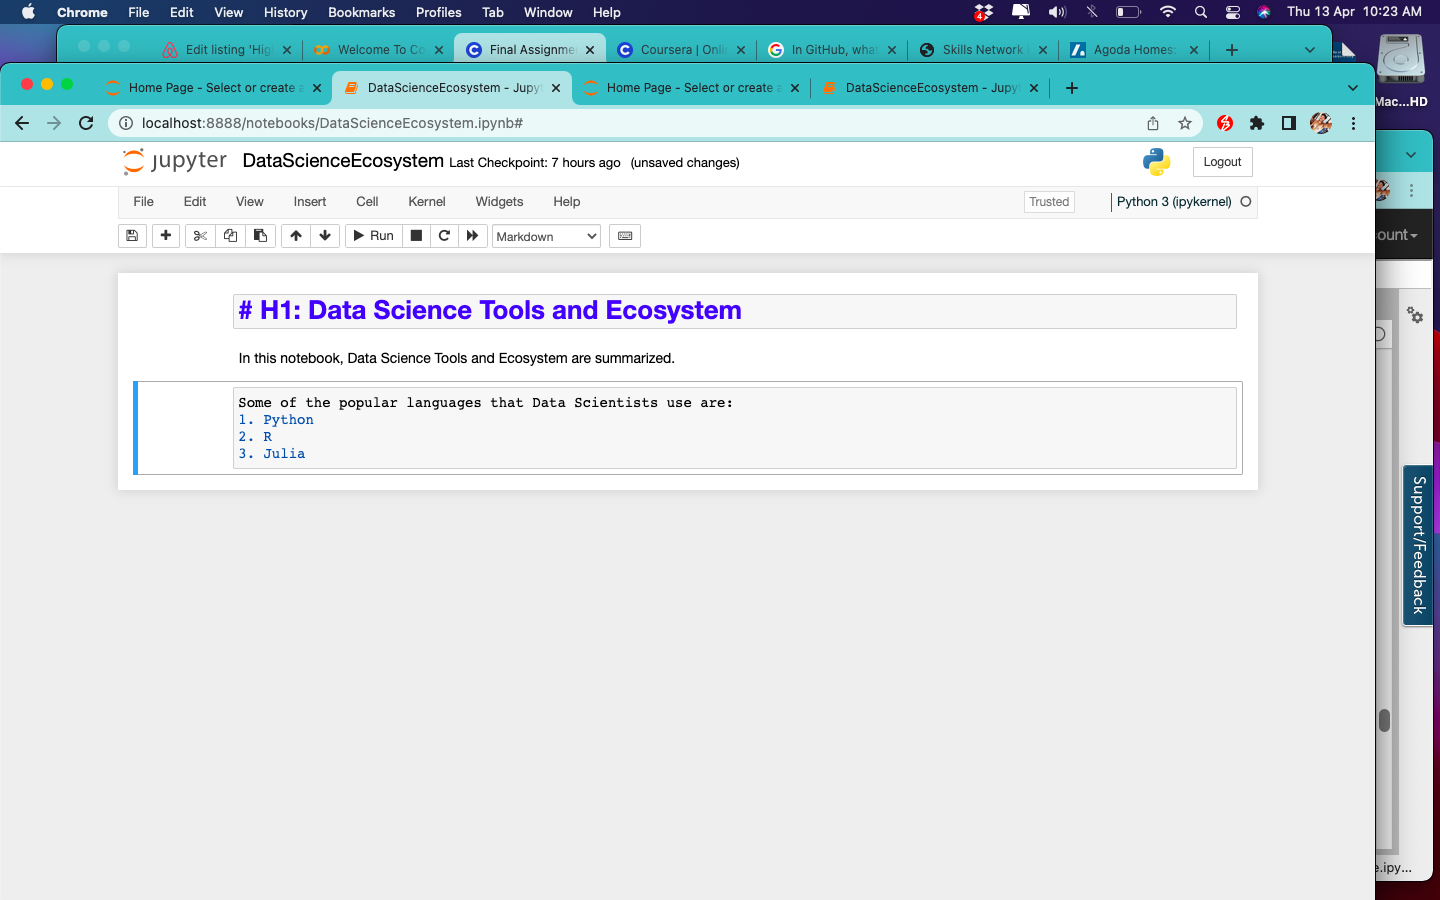 Chrome File Edit View History Bookmarks Profiles Tab Window Help 4 Thu 13 Apr 10:23 AM
Edit listing 'Hig Welcome To Co Final Assignme Coursera | Onli In GitHub, wha Skills Network Agoda Homes:
Home Page - Select or create a DataScienceEcosystem - Jupyt Home Page - Select or create a DataScienceEcosystem - Jupyt
Mac...HD
localhost:8888/notebooks/DataScienceEcosystem.ipynb#
jupyter DataScienceEcosystem Last Checkpoint: 7 hours ago (unsaved changes) Logout
File Edit View Insert Cell Kernel Widgets Help Trusted Python 3 (ipykernel)
Run Markdown
ount
# H1: Data Science Tools and Ecosystem
In this notebook, Data Science Tools and Ecosystem are summarized.
Some of the popular languages that Data Scientists use are:
1. Python
2. R
3. Julia
Support/Feedback
e.ipy...